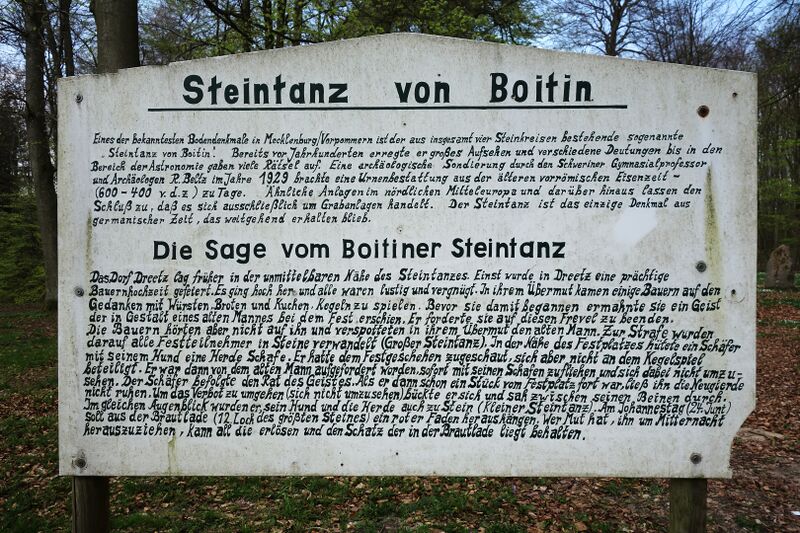 Steintanz von Boitin
Eines der bekanntesten Bodendenkmale in Mecklenburg/Vorpommern ist der aus insgesamt vier Steinkreisen bestehende sogenannte
„Steintanz von Boitin". Bereits vor Jahrhunderten erregte er großes Aufsehen und verschiedene Deutungen bis in den
Bereich der Astronomie gaben viele Rätsel auf. Eine archäologische Sondierung durch den Schweriner Gymnasialprofessor
und Archäologen R. Beltz im Jahre 1929 brachte eine Urnenbestattung aus der älteren vorrömischen Eisenzeit -
(600 - 400 v.d.z.) zu Tage. Ähnliche Anlagen im nördlichen Mitteleuropa und darüber hinaus lassen den
Schluß zu, daß es sich ausschließlich um Grabanlagen handelt. Der Steintanz ist das einzige Denkmal aus
germanischer Zeit, das weitgehend erhalten blieb.
Die Sage vom Boitiner Steintanz
Das Dorf Dreetz lag früher in der unmittelbaren Nähe des Steintanzes. Einst wurde in Dreetz eine prächtige
Bauernhochzeit gefeiert. Es ging hoch her und alle waren lustig und vergnügt. In ihrem Übermut kamen einige Bauern auf den
Gedanken mit Würsten, Broten und Kuchen, Kegeln zu spielen. Bevor sie damit begannen ermahnte sie ein Geist
der in Gestalt eines alten Mannes bei dem Fest erschien. Er forderte sie auf diesen Frevel zu beenden.
Die Bauern hörten aber nicht auf ihn und verspotteten in ihrem Übermut den alten Mann. Zur Strafe wurden
darauf alle Festteilnehmer in Steine verwandelt (Großer Steintanz). In der Nähe des Festplatzes hütete ein Schäfer
mit seinem Hund eine Herde Schafe. Er hatte dem Festgeschehen zugeschaut, sich aber nicht an dem Kegelspiel
beteiligt. Er war dann von dem alten Mann aufgefordert worden, sofort mit seinen Schafen zu fliehen, und sich dabei nicht umzu-
sehen. Der Schäfer befolgte den Rat des Geistes. Als er dann schon ein Stück vom Festplatz fort war, ließ ihn die Neugierde
nicht ruhen. Um das Verbot zu umgehen (sich nicht umzusehen) bückte er sich und sah zwischen seinen Beinen durch.
Im gleichen Augenblick wurden er, sein Hund und die Herde auch zu Stein (Kleiner Steintanz). Am Johannestag (24. Juni)
soll aus der Brautlade (12 Loch des größten Steines) ein roter Faden heraushängen. Wer Mut hat, ihn um Mitternacht
herauszuziehen, kann all die erlösen und den Schatz der in der Brautlade liegt behalten.